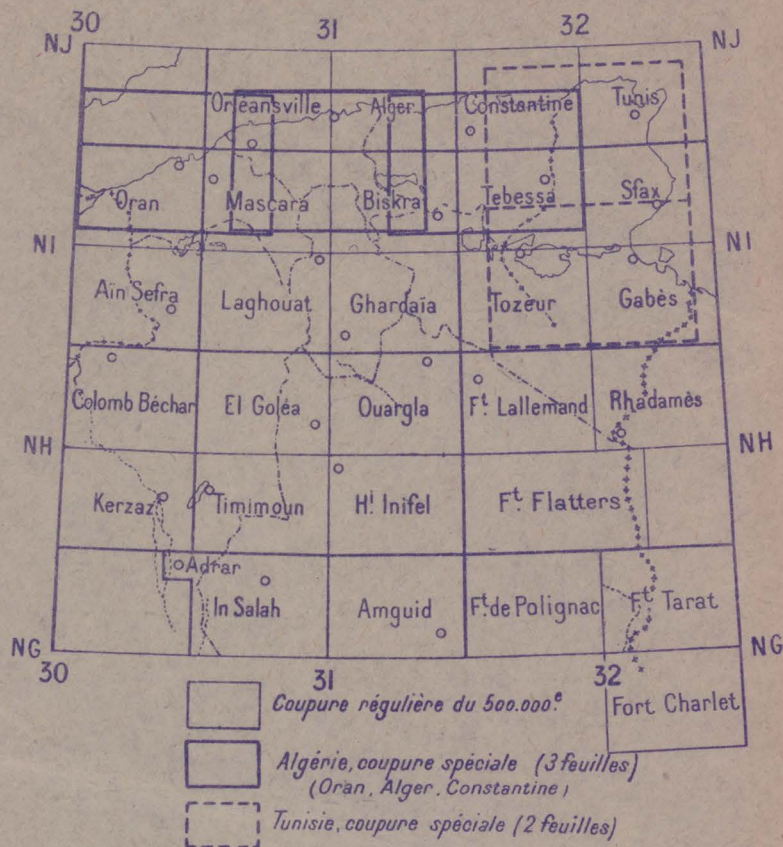 30 31 32
NJ NJ
Orléansville Alger Constantine Tunis
Oran Mascara Biskra Tebessa Sfax
NI NI
Aïn Sefra Laghouat Ghardaïa Tozeur Gabès
Colomb Béchar El Goléa Ouargla Ft. Lallemand Rhadamès
NH NH
Kerzaz Timimoun Hi. Inifel Ft. Flatters
Adrar
In Salah Amguid Ft. de Polignac Ft. Tarat
NG NG
30 31 32
Fort Charlet
Coupure régulière du 500.000.e
Algérie, coupure spéciale (3 feuilles)
(Oran, Alger, Constantine)
Tunisie, coupure spéciale (2 feuilles)